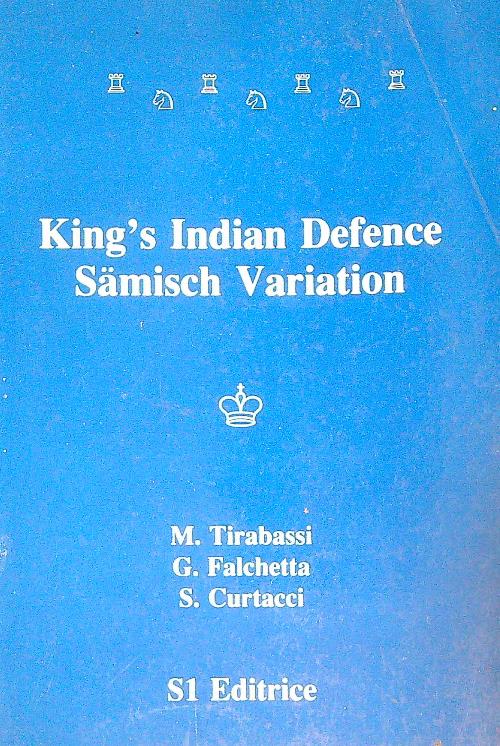 King's Indian Defence
Sämisch Variation
M. Tirabassi
G. Falchetta
S. Curtacci
S1 Editrice